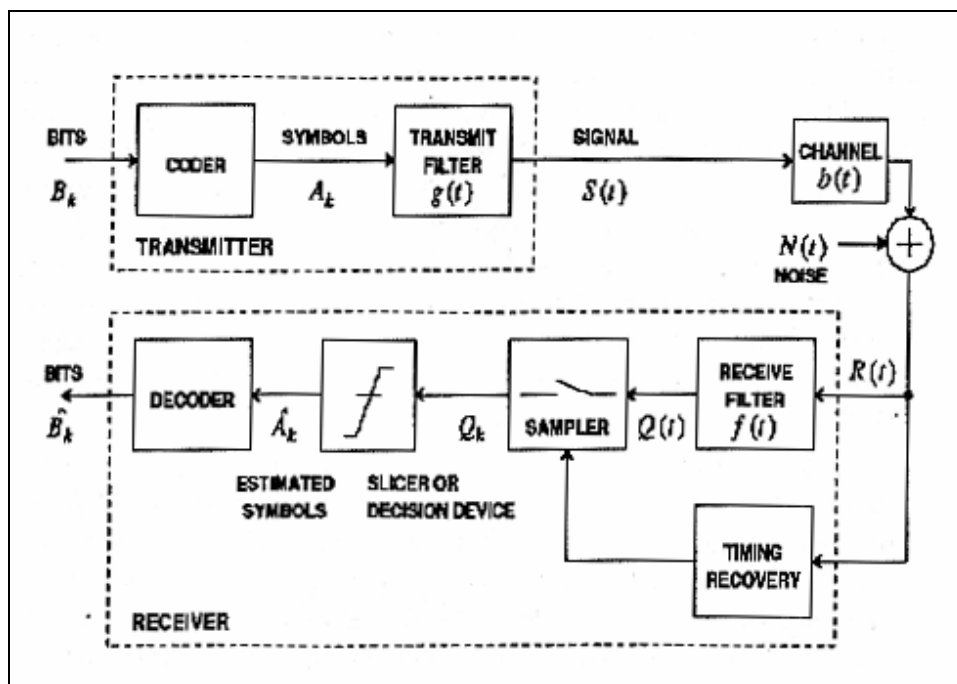 BITS
B_k
CODER
SYMBOLS
A_k
TRANSMIT
FILTER
g(t)
SIGNAL
S(t)
CHANNEL
b(t)
TRANSMITTER
N(t)
NOISE
+
BITS
B̂_k
DECODER
Â_k
ESTIMATED
SYMBOLS
SLICER OR
DECISION DEVICE
Q_k
SAMPLER
Q(t)
RECEIVE
FILTER
f(t)
R(t)
TIMING
RECOVERY
RECEIVER